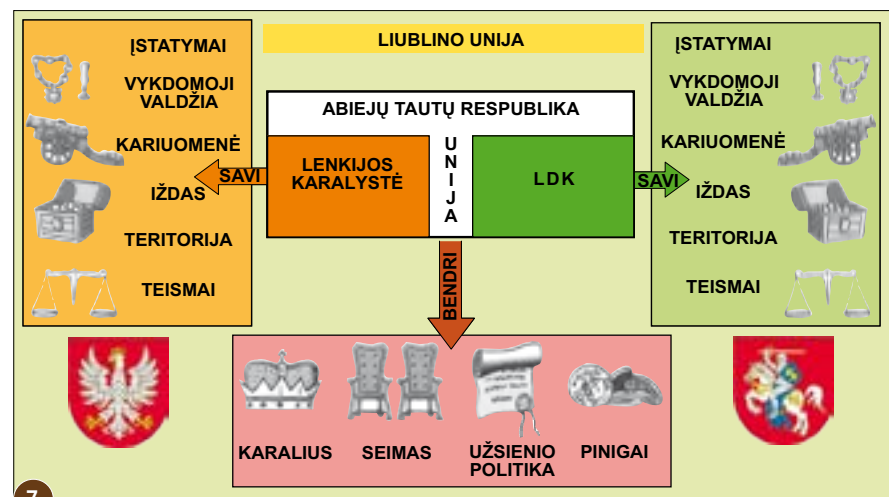 LIUBLINO UNIJA
ĮSTATYMAI
VYKDOMOJI
VALDŽIA
KARIUOMENĖ
IŽDAS
TERITORIJA
TEISMAI
SAVI
ABIEJŲ TAUTŲ RESPUBLIKA
LENKIJOS
KARALYSTĖ
UNIJA
LDK
SAVI
ĮSTATYMAI
VYKDOMOJI
VALDŽIA
KARIUOMENĖ
IŽDAS
TERITORIJA
TEISMAI
BENDRI
KARALIUS
SEIMAS
UŽSIENIO
POLITIKA
PINIGAI
7